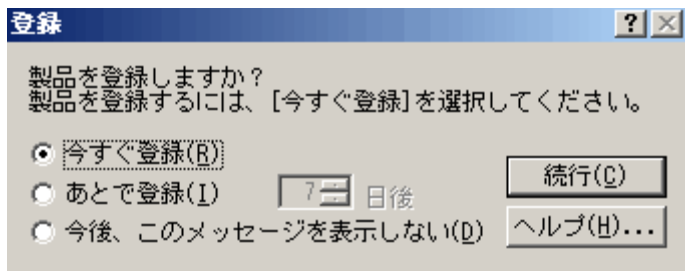 登録
製品を登録しますか?
製品を登録するには、[今すぐ登録]を選択してください。
今すぐ登録(R)
あとで登録(I) 7 日後
今後、このメッセージを表示しない(D)
続行(C)
ヘルプ(H)...